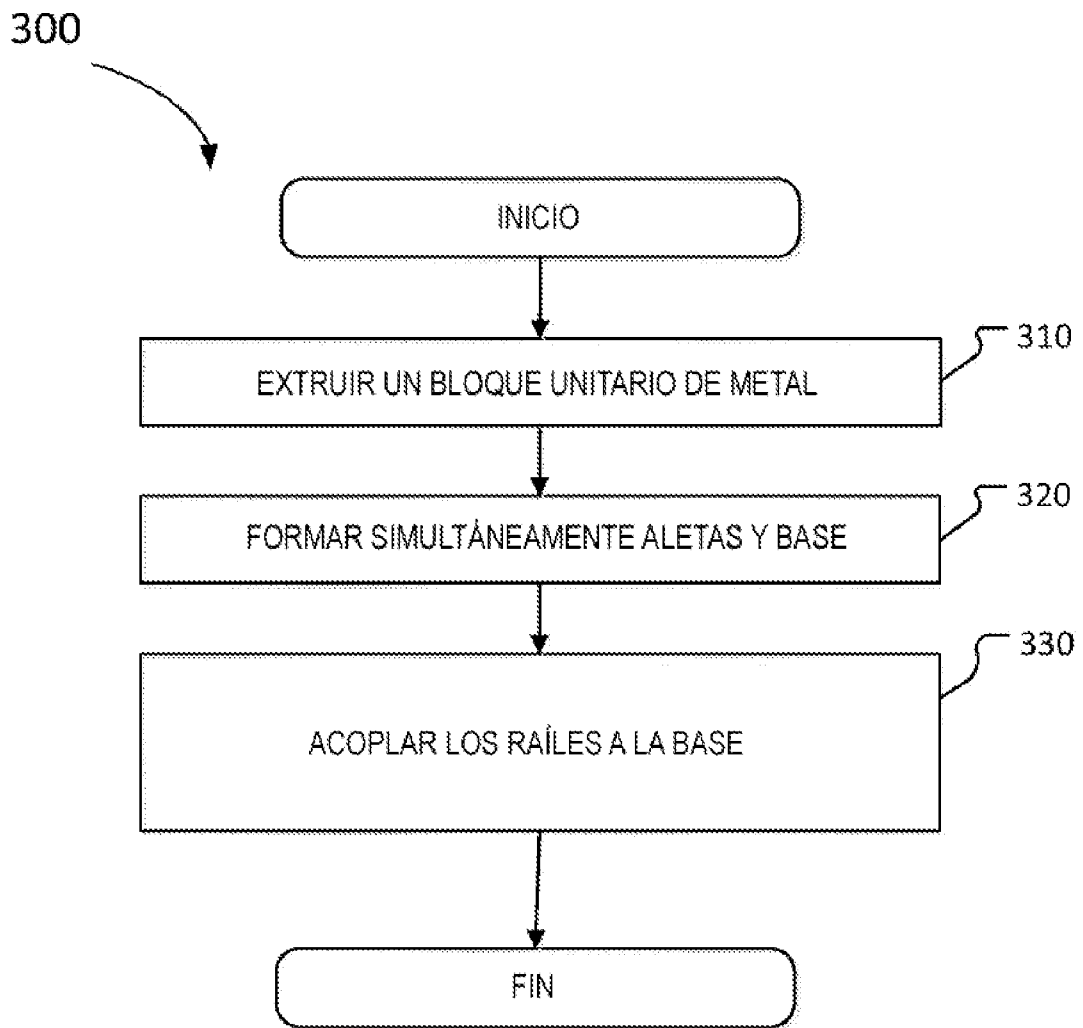 300
INICIO
310
EXTRUIR UN BLOQUE UNITARIO DE METAL
320
FORMAR SIMULTÁNEAMENTE ALETAS Y BASE
330
ACOPLAR LOS RAÍLES A LA BASE
FIN